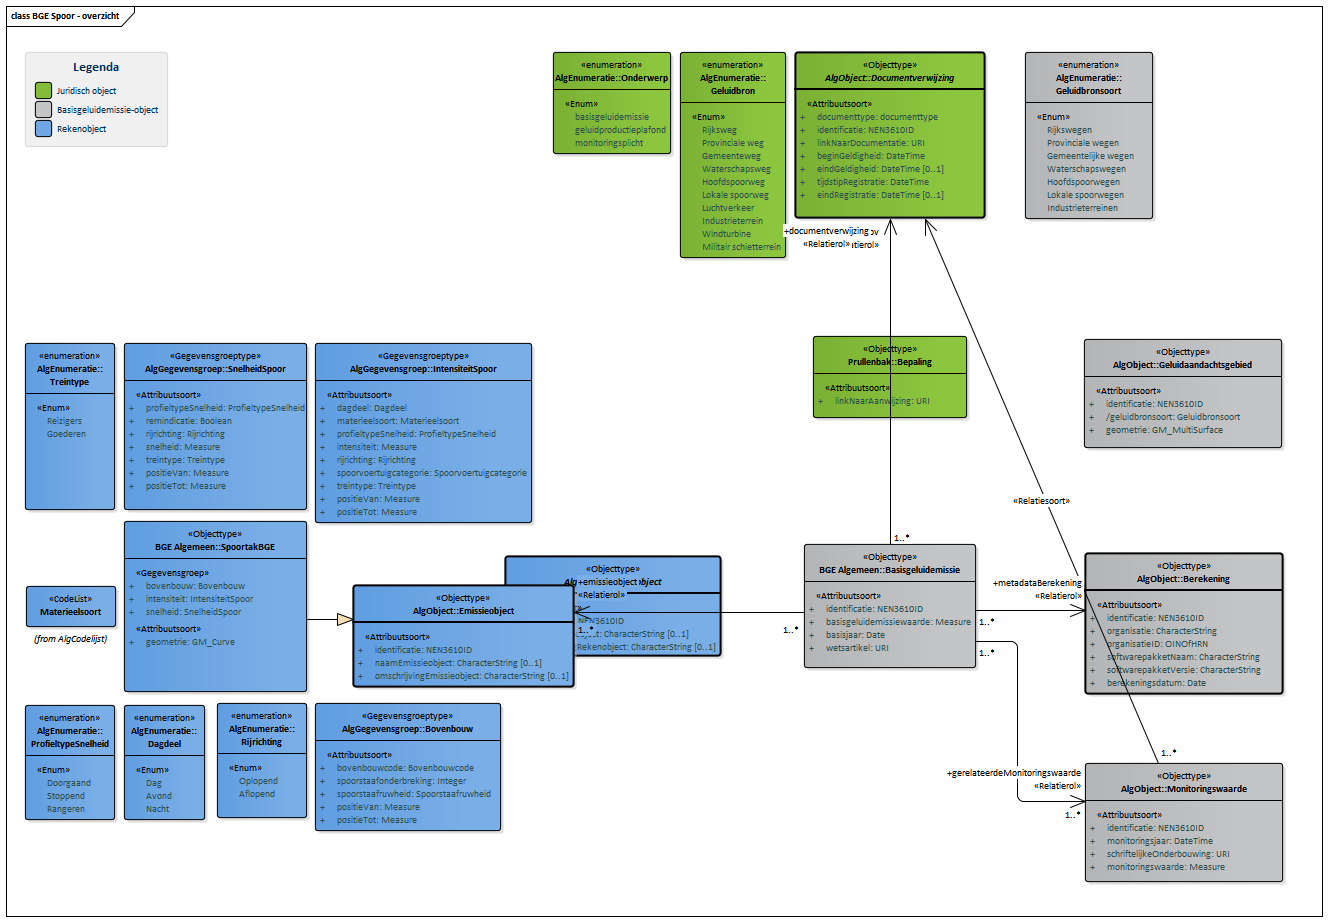 class BGE Spoor - overzicht
Legenda
Juridisch object
Basisgeluidemissie-object
Rekenobject
«enumeration»
AlgEnumeratie::Onderwerp
«Enum»
basisgeluidemissie
geluidproductieplafond
monitoringsplicht
«enumeration»
AlgEnumeratie::
Geluidbron
«Enum»
Rijksweg
Provinciale weg
Gemeenteweg
Waterschapsweg
Hoofdspoorweg
Lokale spoorweg
Luchtverkeer
Industrieterrein
Windturbine
Militair schietterrein
«Objecttype»
AlgObject::Documentverwijzing
«Attribuutsoort»
+ documenttype: documenttype
+ identificatie: NEN3610ID
+ linkNaarDocumentatie: URI
+ beginGeldigheid: DateTime
+ eindGeldigheid: DateTime [0..1]
+ tijdstipRegistratie: DateTime
+ eindRegistratie: DateTime [0..1]
«enumeration»
AlgEnumeratie::
Geluidbronsoort
«Enum»
Rijkswegen
Provinciale wegen
Gemeentelijke wegen
Waterschapswegen
Hoofdspoorwegen
Lokale spoorwegen
Industrieterreinen
+documentverwijzing
«Relatierol»
«enumeration»
AlgEnumeratie::
Treintype
«Enum»
Reizigers
Goederen
«Gegevensgroeptype»
AlgGegevensgroep::SnelheidSpoor
«Attribuutsoort»
+ profieltypeSnelheid: ProfieltypeSnelheid
+ remindicatie: Boolean
+ rijrichting: Rijrichting
+ snelheid: Measure
+ treintype: Treintype
+ positieVan: Measure
+ positieTot: Measure
«Gegevensgroeptype»
AlgGegevensgroep::IntensiteitSpoor
«Attribuutsoort»
+ dagdeel: Dagdeel
+ materieelsoort: Materieelsoort
+ profieltypeSnelheid: ProfieltypeSnelheid
+ intensiteit: Measure
+ rijrichting: Rijrichting
+ spoorvoertuigcategorie: Spoorvoertuigcategorie
+ treintype: Treintype
+ positieVan: Measure
+ positieTot: Measure
«Objecttype»
Prullenbak::Bepaling
«Attribuutsoort»
+ linkNaarAanwijzing: URI
«Objecttype»
AlgObject::Geluidaandachtsgebied
«Attribuutsoort»
+ identificatie: NEN3610ID
+ /geluidbronsoort: Geluidbronsoort
+ geometrie: GM_MultiSurface
«Relatiesoort»
«Objecttype»
BGE Algemeen::SpoortakBGE
«Gegevensgroep»
+ bovenbouw: Bovenbouw
+ intensiteit: IntensiteitSpoor
+ snelheid: SnelheidSpoor
«Attribuutsoort»
+ geometrie: GM_Curve
«CodeList»
Materieelsoort
(from AlgCodelijst)
«Objecttype»
+emissieobject
«Relatierol»
NEN3610ID
CharacterString [0..1]
Rekenobject: CharacterString [0..1]
1..*
«Objecttype»
AlgObject::Emissieobject
«Attribuutsoort»
+ identificatie: NEN3610ID
+ naamEmissieobject: CharacterString [0..1]
+ omschrijvingEmissieobject: CharacterString [0..1]
1..*
1..*
«Objecttype»
BGE Algemeen::Basisgeluidemissie
«Attribuutsoort»
+ identificatie: NEN3610ID
+ basisgeluidemissiewaarde: Measure
+ basisjaar: Date
+ wetsartikel: URI
+metadataBerekening
«Relatierol»
1..*
1..*
«Objecttype»
AlgObject::Berekening
«Attribuutsoort»
+ identificatie: NEN3610ID
+ organisatie: CharacterString
+ organisatieID: OINOfHRN
+ softwarepakketNaam: CharacterString
+ softwarepakketVersie: CharacterString
+ berekeningsdatum: Date
«enumeration»
AlgEnumeratie::
ProfieltypeSnelheid
«Enum»
Doorgaand
Stoppend
Rangeren
«enumeration»
AlgEnumeratie::
Dagdeel
«Enum»
Dag
Avond
Nacht
«enumeration»
AlgEnumeratie::
Rijrichting
«Enum»
Oplopend
Aflopend
«Gegevensgroeptype»
AlgGegevensgroep::Bovenbouw
«Attribuutsoort»
+ bovenbouwcode: Bovenbouwcode
+ spoorstaafonderbreking: Integer
+ spoorstaafruwheid: Spoorstaafruwheid
+ positieVan: Measure
+ positieTot: Measure
+gerelateerdeMonitoringswaarde
«Relatierol»
1..*
1..*
«Objecttype»
AlgObject::Monitoringswaarde
«Attribuutsoort»
+ identificatie: NEN3610ID
+ monitoringsjaar: DateTime
+ schriftelijkeOnderbouwing: URI
+ monitoringswaarde: Measure